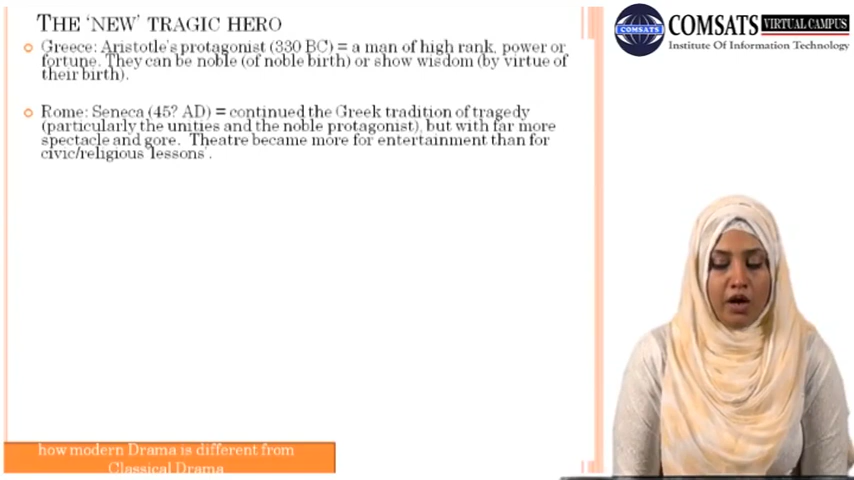 THE ‘NEW’ TRAGIC HERO
Greece: Aristotle's protagonist (330 BC) = a man of high rank, power or
fortune. They can be noble (of noble birth) or show wisdom (by virtue of
their birth).
Rome: Seneca (45? AD) = continued the Greek tradition of tragedy
(particularly the unities and the noble protagonist), but with far more
spectacle and gore. Theatre became more for entertainment than for
civic/religious 'lessons'.
how modern Drama is different from
Classical Drama
COMSATS
COMSATS VIRTUAL CAMPUS
Institute Of Information Technology